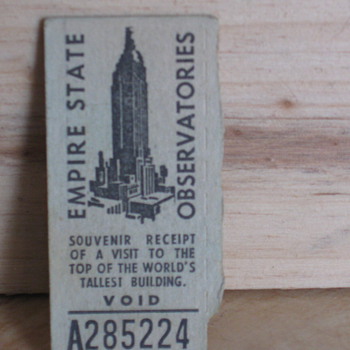 EMPIRE STATE
OBSERVATORIES
SOUVENIR RECEIPT
OF A VISIT TO THE
TOP OF THE WORLD'S
TALLEST BUILDING.
VOID
A285224